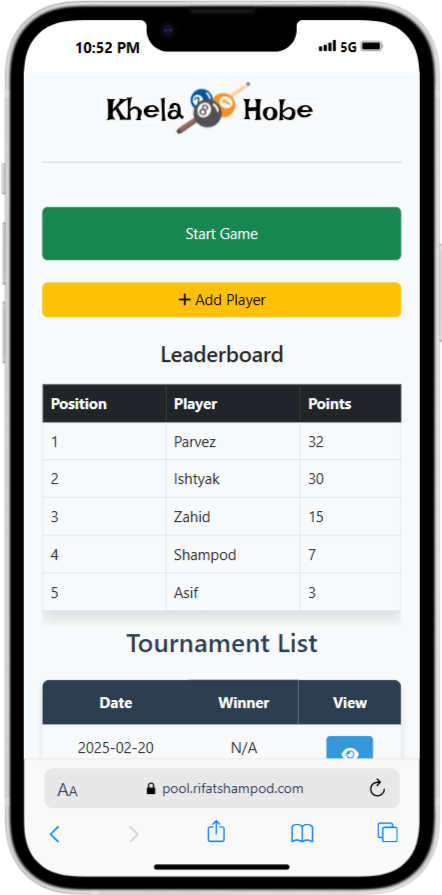 10:52 PM 5G
Khela 8 Hobe
Start Game
+ Add Player
Leaderboard
Position Player Points
1 Parvez 32
2 Ishtyak 30
3 Zahid 15
4 Shampod 7
5 Asif 3
Tournament List
Date Winner View
2025-02-20 N/A
AA pool.rifatshampod.com